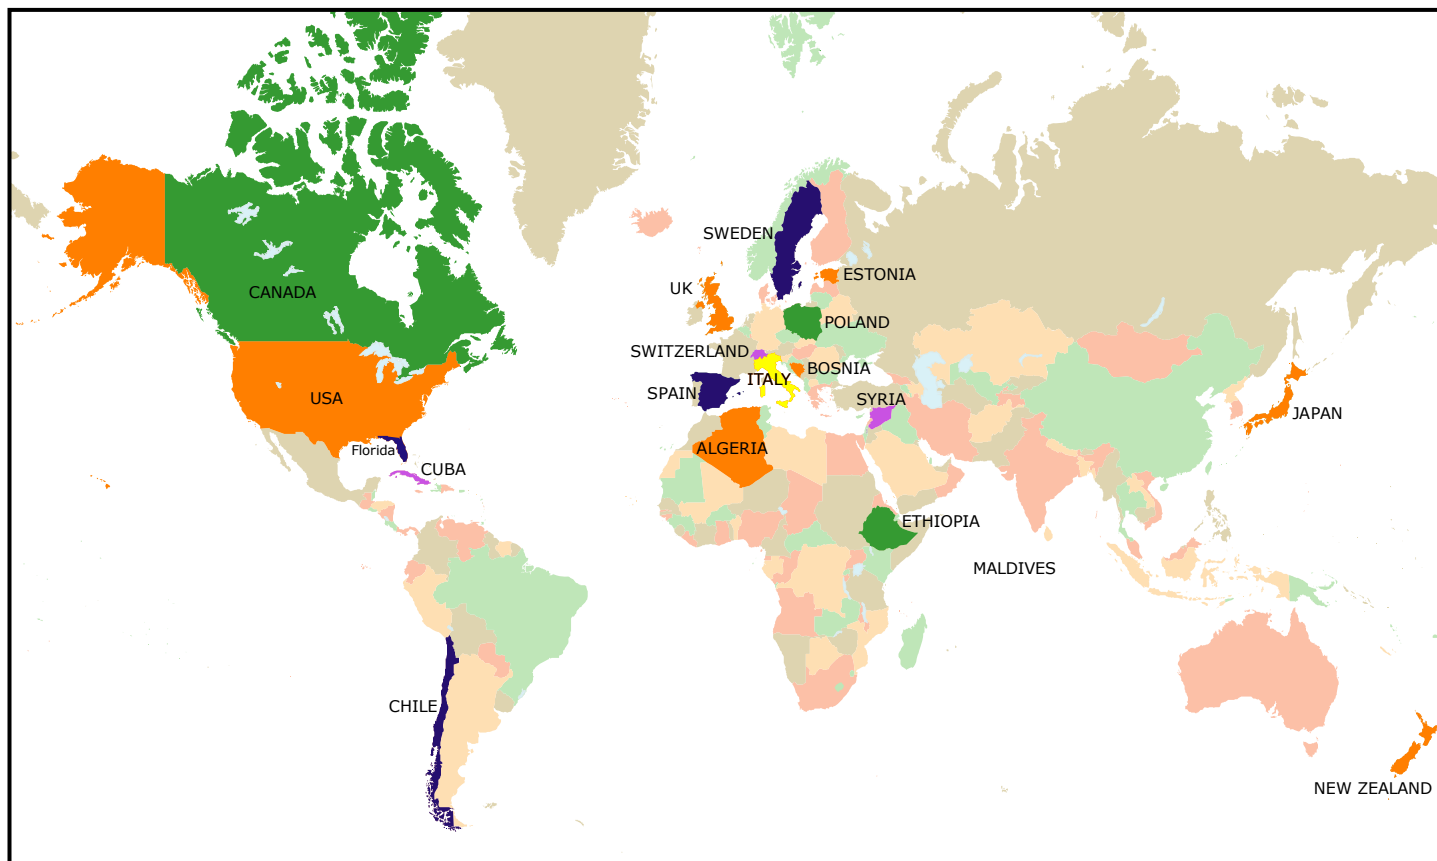 SWEDEN
ESTONIA
UK
CANADA
POLAND
SWITZERLAND
BOSNIA
ITALY
SPAIN
USA
SYRIA
JAPAN
Florida
ALGERIA
CUBA
ETHIOPIA
MALDIVES
CHILE
NEW ZEALAND